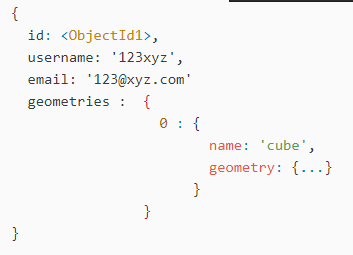 {
id: <ObjectId1>,
username: '123xyz',
email: '123@xyz.com'
geometries : {
0 : {
name: 'cube',
geometry: {...}
}
}
}